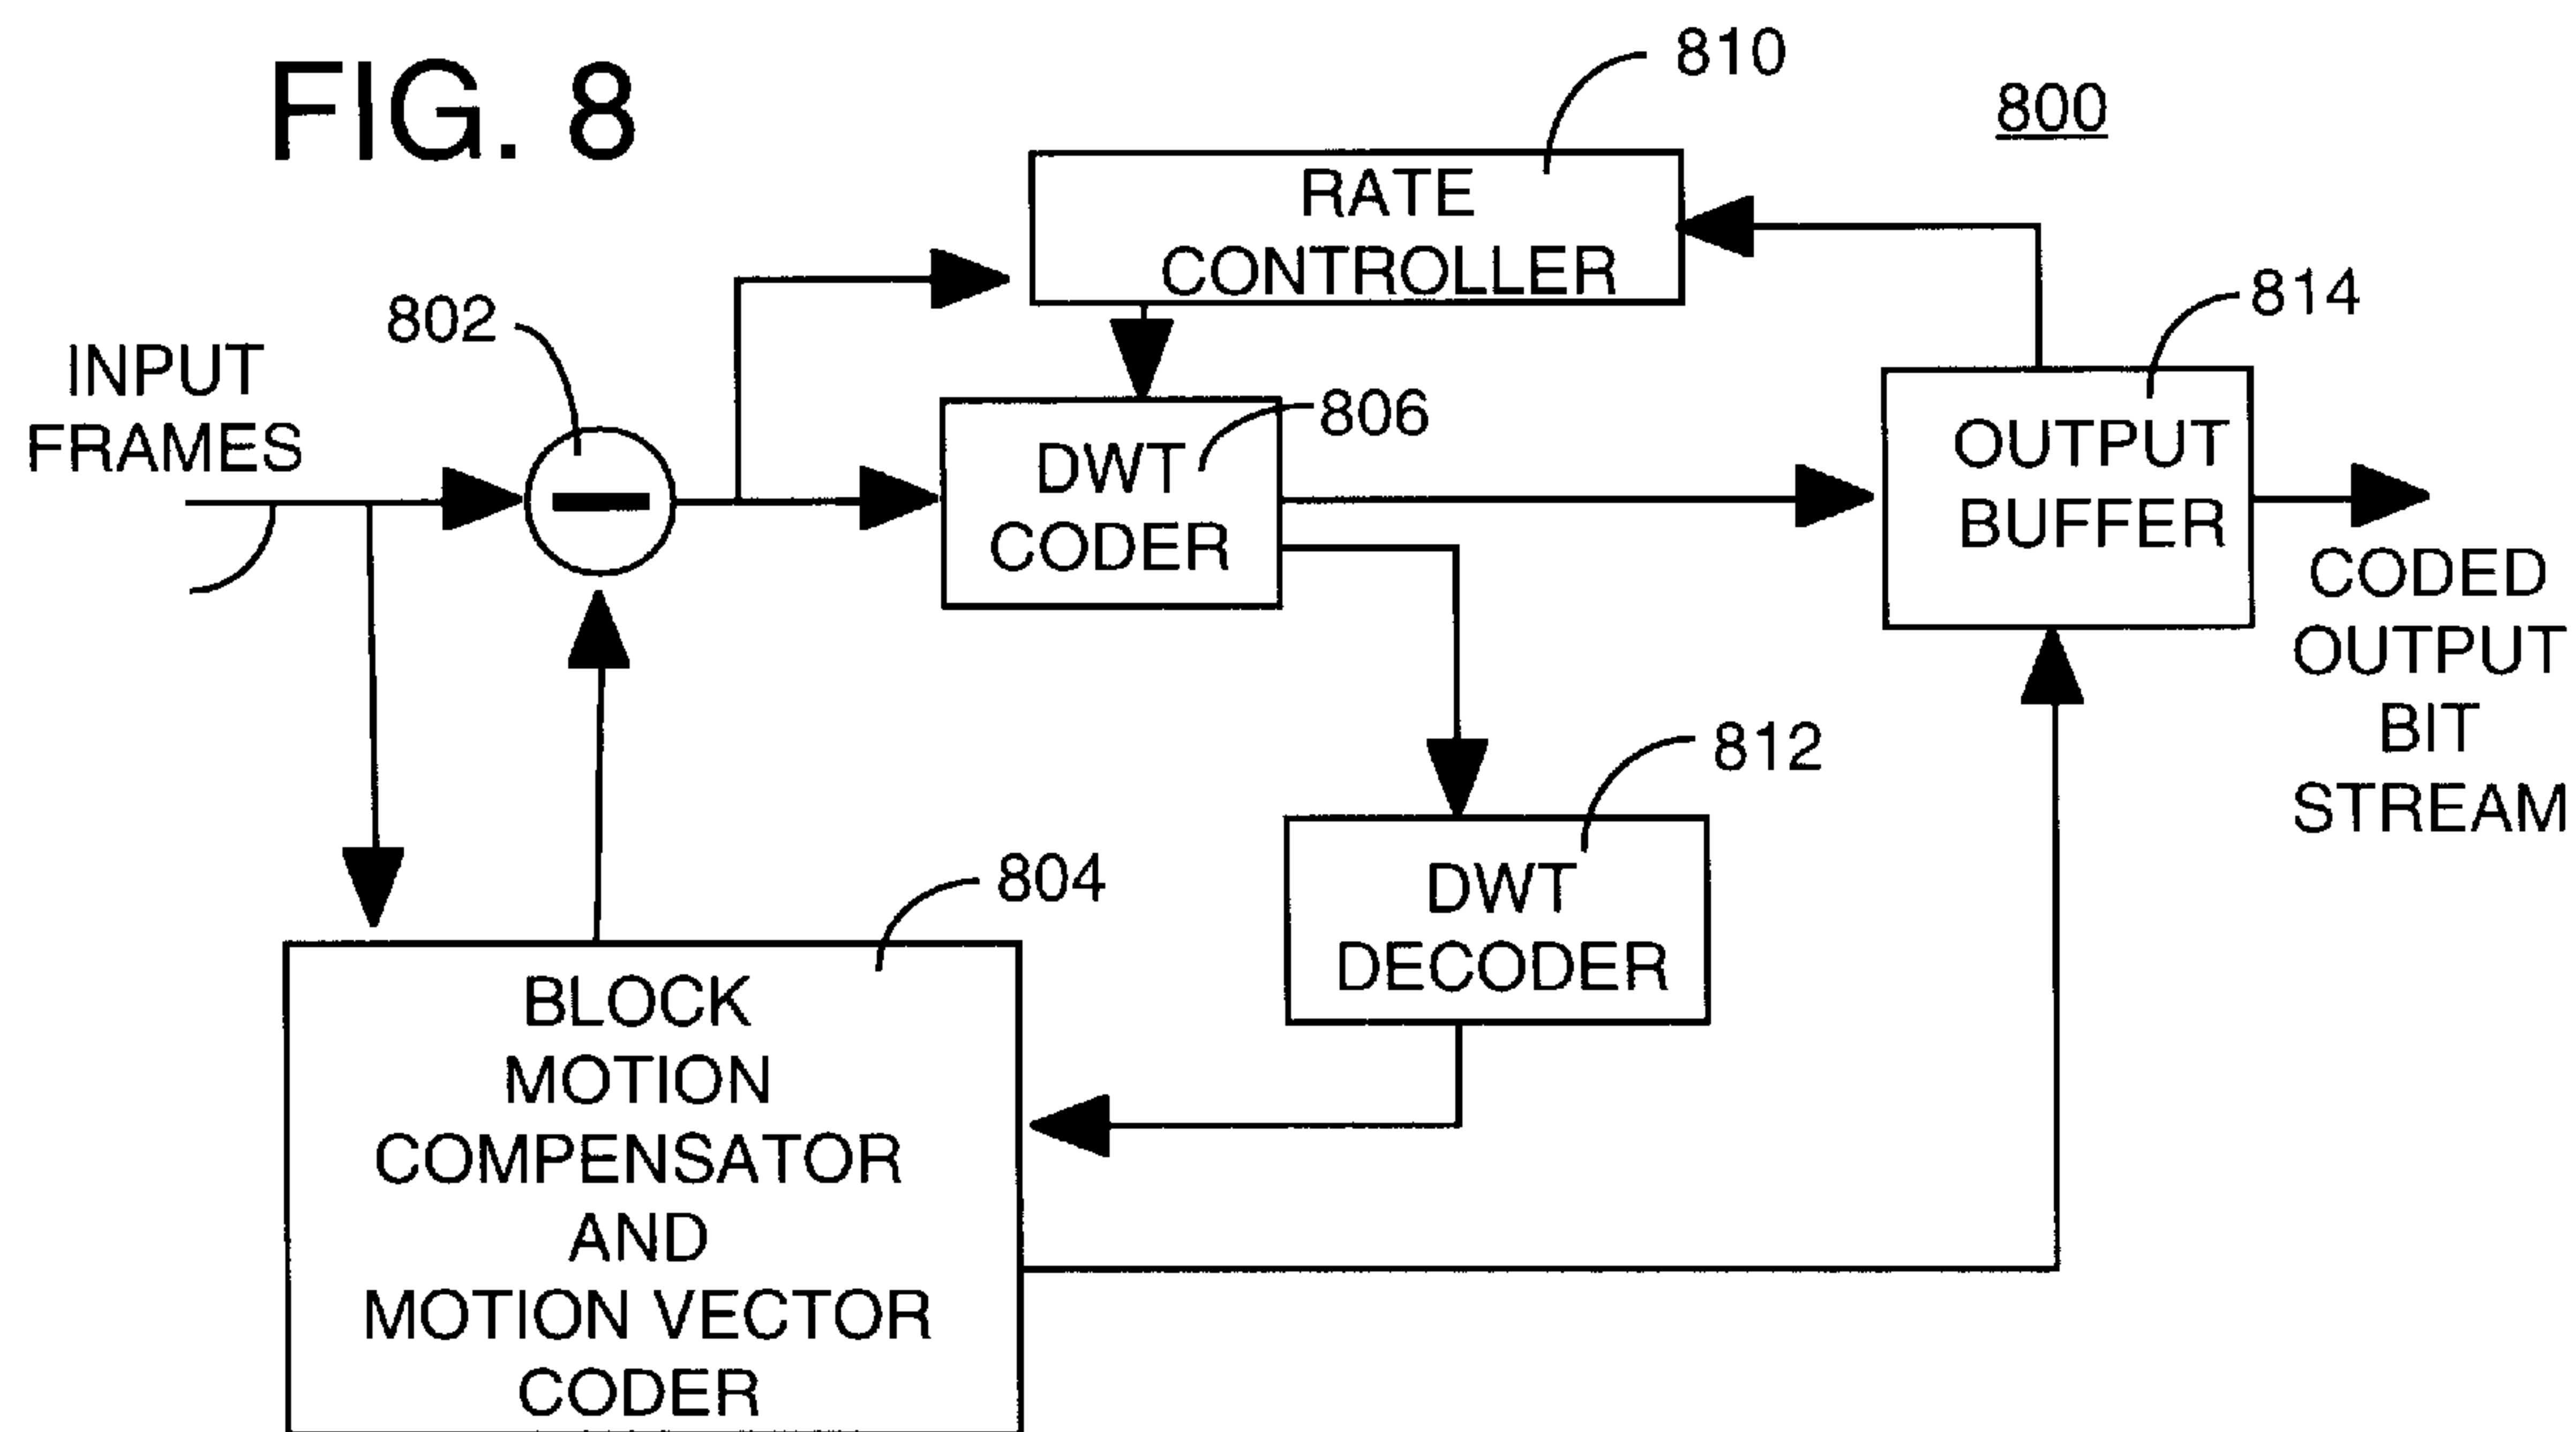 FIG. 8
810
800
RATE
CONTROLLER
802
814
INPUT
FRAMES
806
DWT
CODER
OUTPUT
BUFFER
CODED
OUTPUT
BIT
STREAM
812
DWT
DECODER
804
BLOCK
MOTION
COMPENSATOR
AND
MOTION VECTOR
CODER